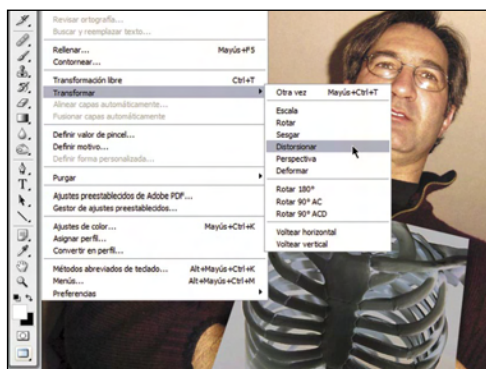 Revisar ortografía...
Buscar y reemplazar texto...
Rellenar... Mayús+F5
Contornear...
Transformación libre Ctrl+T
Transformar
Alinear capas automáticamente...
Fusionar capas automáticamente
Definir valor de pincel...
Definir motivo...
Definir forma personalizada...
Purgar
Ajustes preestablecidos de Adobe PDF...
Gestor de ajustes preestablecidos...
Ajustes de color... Mayús+Ctrl+K
Asignar perfil...
Convertir en perfil...
Métodos abreviados de teclado... Alt+Mayús+Ctrl+K
Menús... Alt+Mayús+Ctrl+M
Preferencias
Otra vez Mayús+Ctrl+T
Escala
Rotar
Sesgar
Distorsionar
Perspectiva
Deformar
Rotar 180°
Rotar 90° AC
Rotar 90° ACD
Voltear horizontal
Voltear vertical